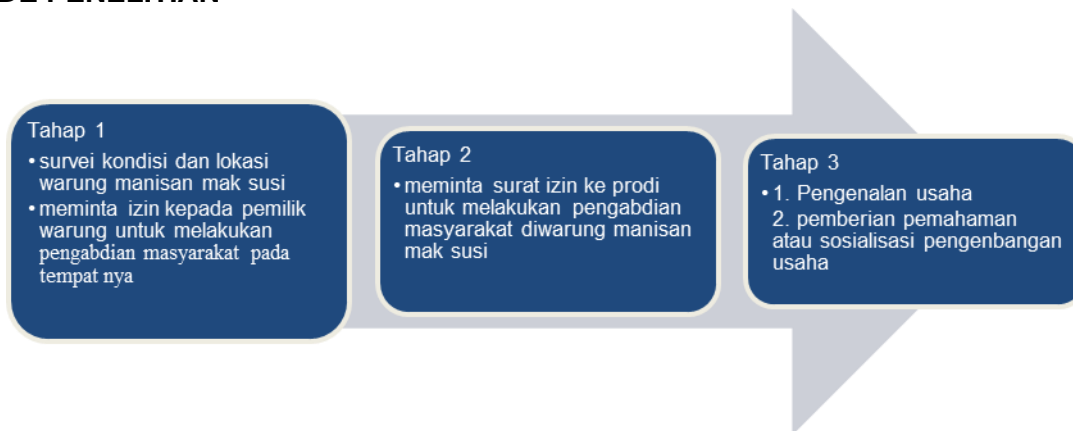 Tahap 1
• survei kondisi dan lokasi
warung manisan mak susi
• meminta izin kepada pemilik
warung untuk melakukan
pengabdian masyarakat pada
tempat nya
Tahap 2
• meminta surat izin ke prodi
untuk melakukan pengabdian
masyarakat diwarung manisan
mak susi
Tahap 3
• 1. Pengenalan usaha
2. pemberian pemahaman
atau sosialisasi pengenbangan
usaha